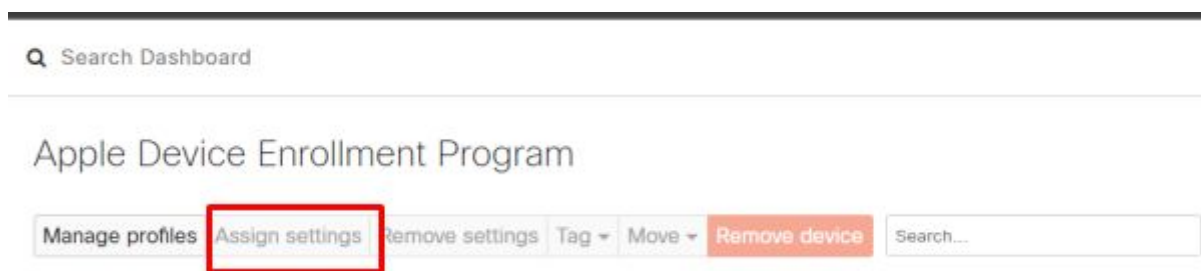 Search Dashboard
Apple Device Enrollment Program
Manage profiles Assign settings Remove settings Tag Move Remove device Search...